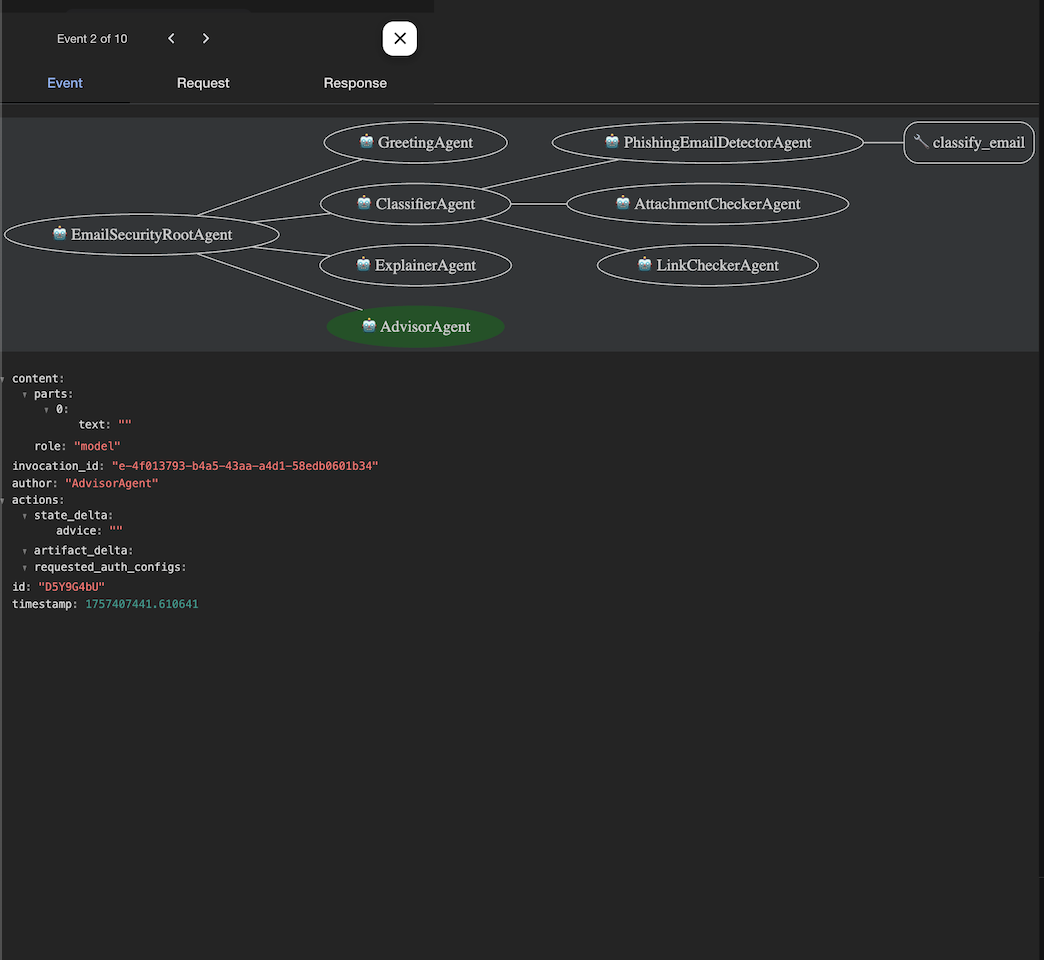 Event 2 of 10
Event Request Response
GreetingAgent PhishingEmailDetectorAgent classify_email
ClassifierAgent AttachmentCheckerAgent
EmailSecurityRootAgent
ExplainerAgent LinkCheckerAgent
AdvisorAgent
content:
parts:
0:
text: ""
role: "model"
invocation_id: "e-4f013793-b4a5-43aa-a4d1-58edb0601b34"
author: "AdvisorAgent"
actions:
state_delta:
advice: ""
artifact_delta:
requested_auth_configs:
id: "D5Y9G4bU"
timestamp: 1757407441.610641